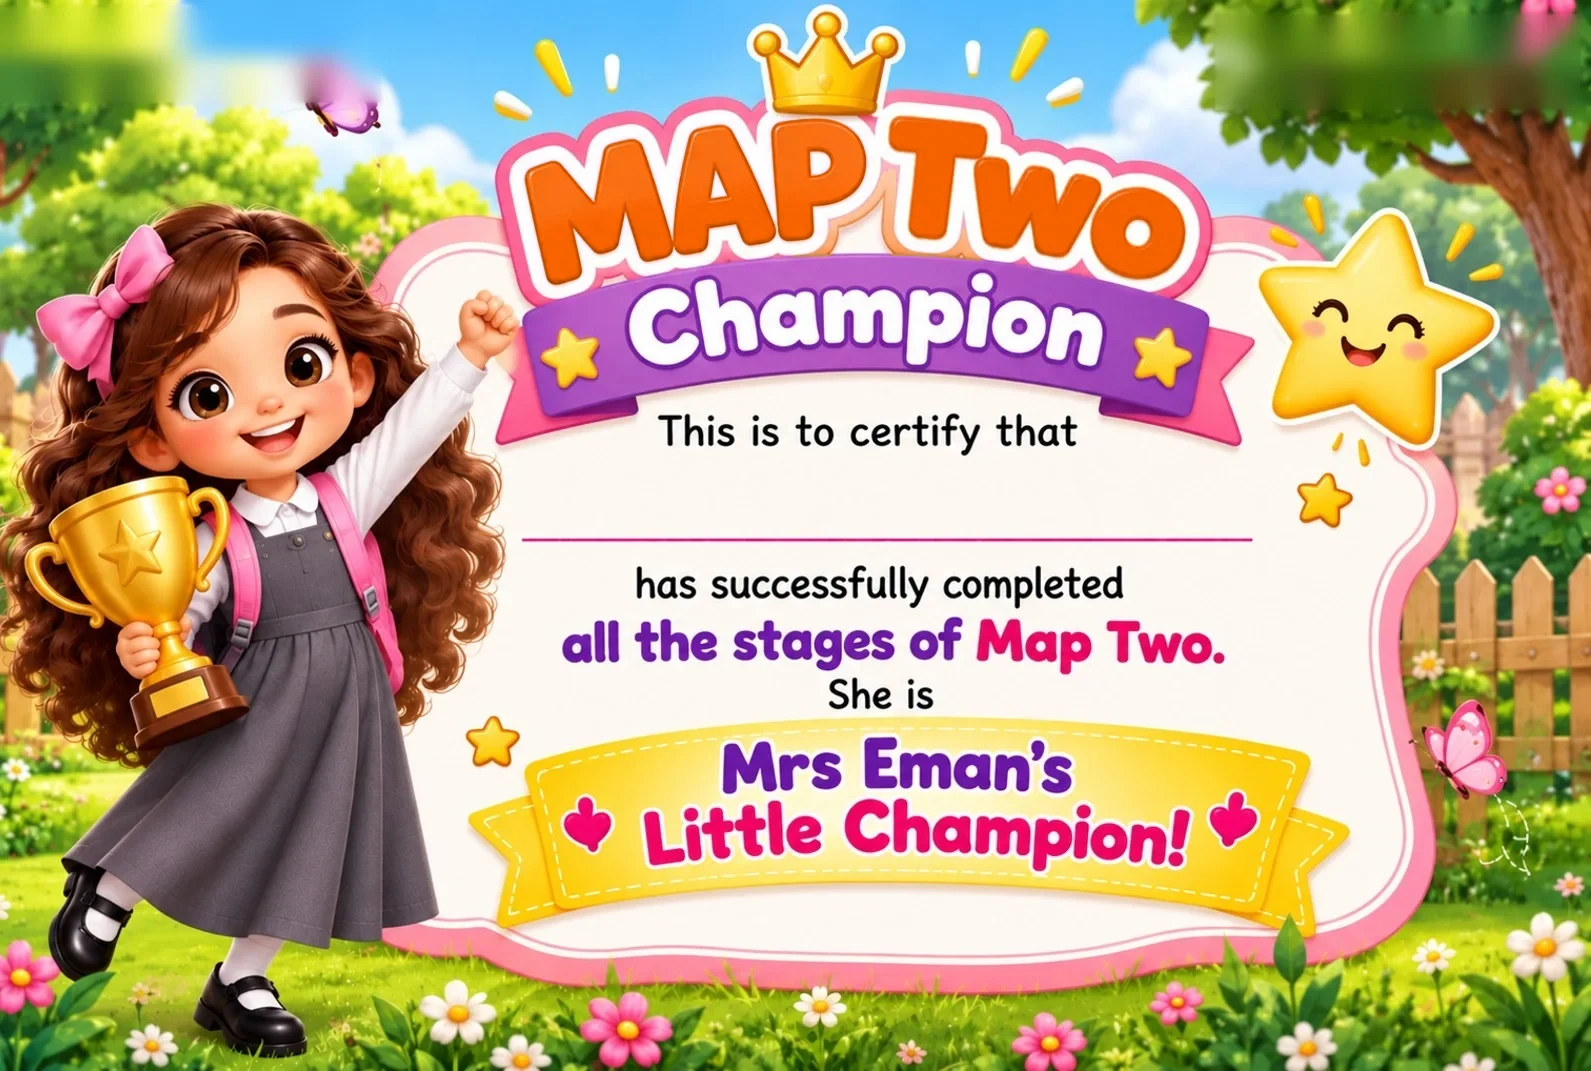 MAP Two
Champion
This is to certify that
has successfully completed
all the stages of Map Two.
She is
Mrs Eman's
Little Champion!